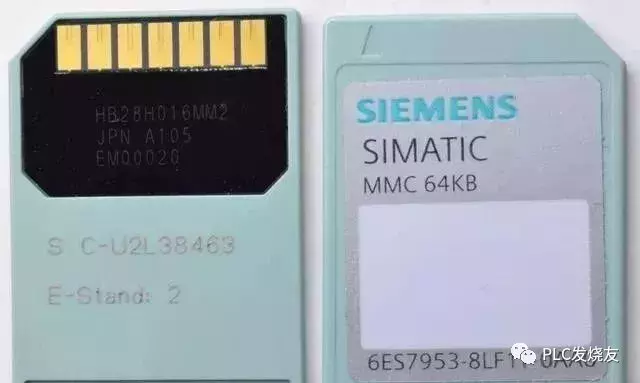 HB28H016MM2
JPN A105
EM00020
S C-U2L38463
E-Stand: 2
SIEMENS
SIMATIC
MMC 64KB
PLC发烧友